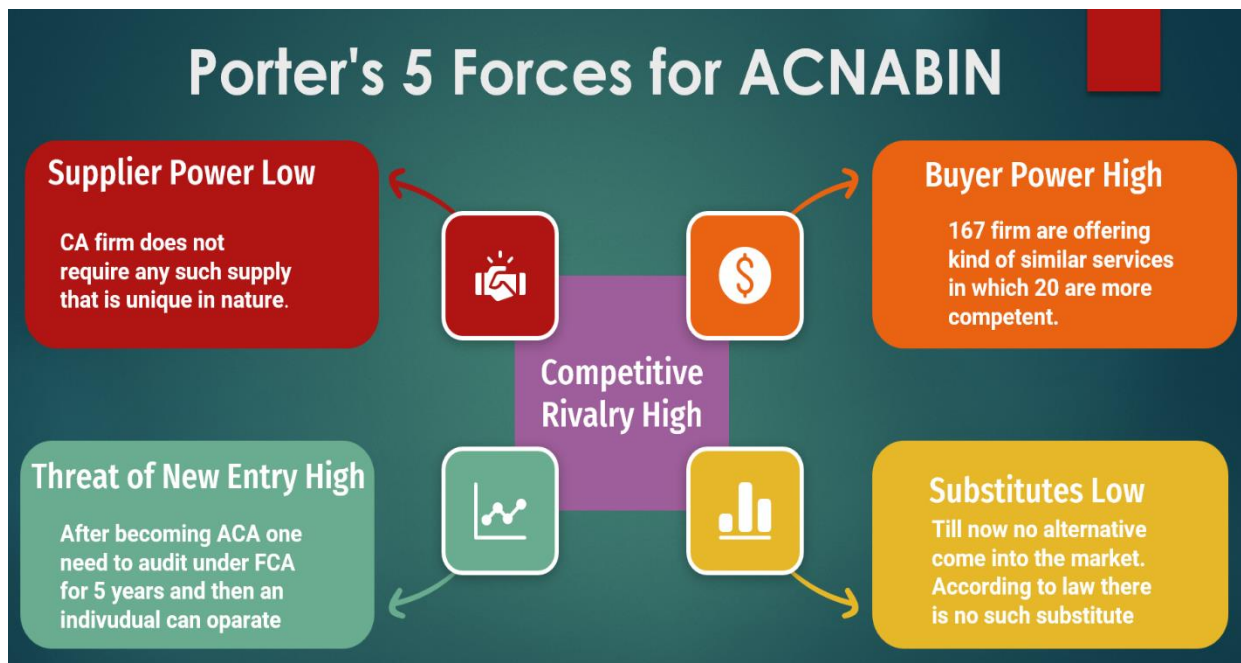 Porter's 5 Forces for ACNABIN
Supplier Power Low
CA firm does not
require any such supply
that is unique in nature.
Buyer Power High
167 firm are offering
kind of similar services
in which 20 are more
competent.
Competitive
Rivalry High
Threat of New Entry High
After becoming ACA one
need to audit under FCA
for 5 years and then an
indivudual can oparate
Substitutes Low
Till now no alternative
come into the market.
According to law there
is no such substitute